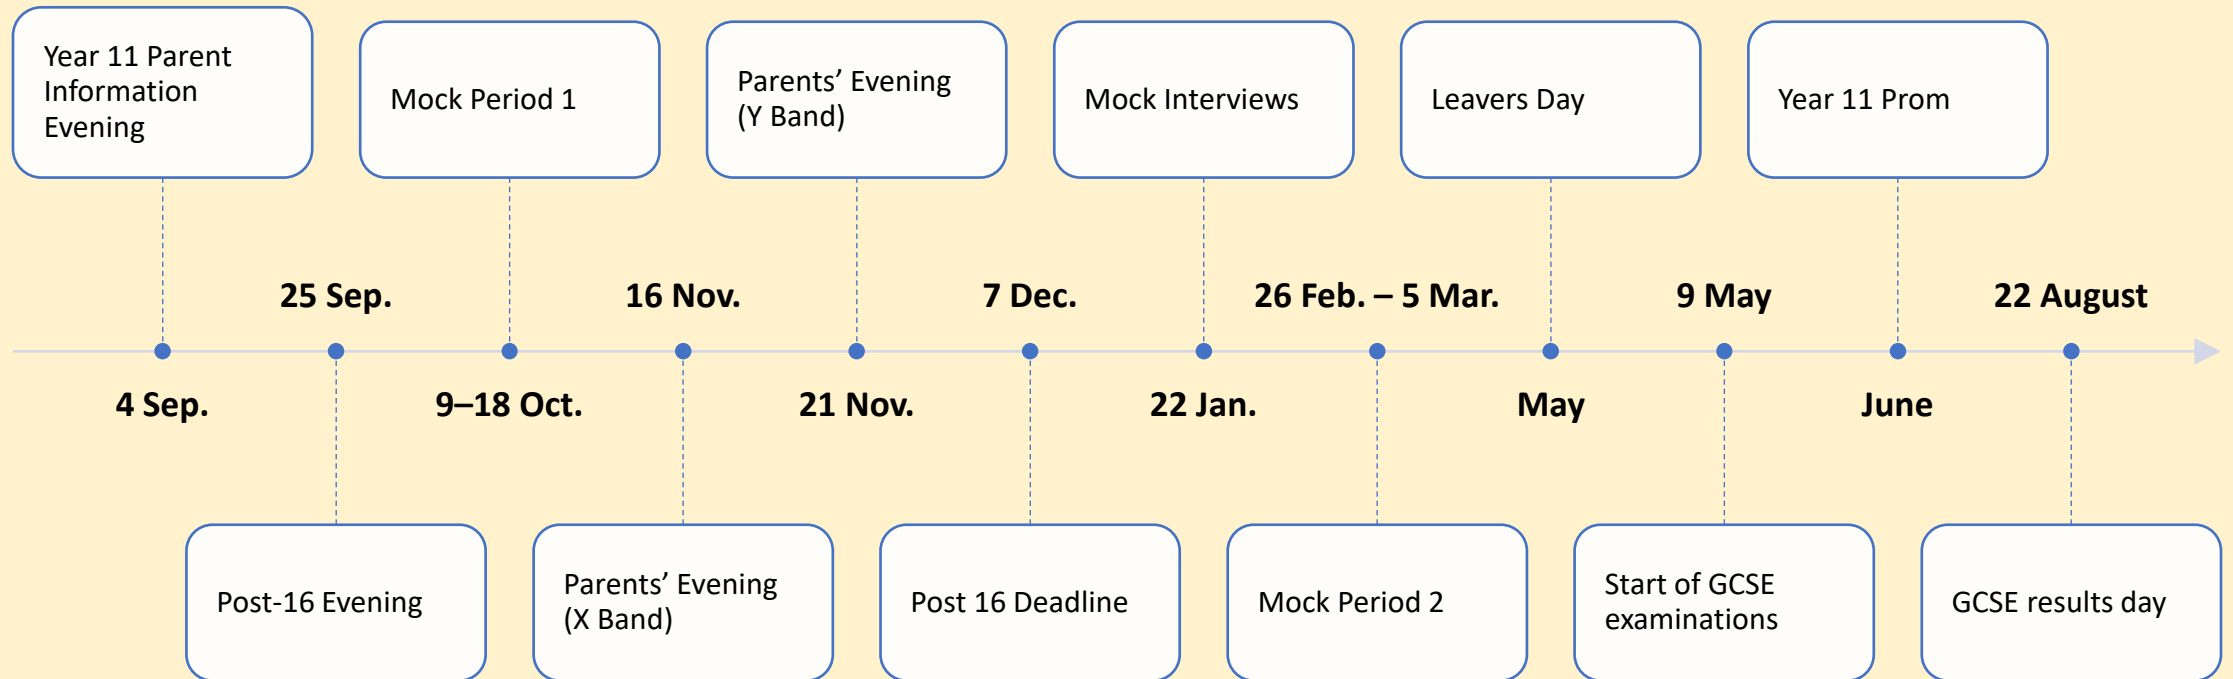 Year 11 Parent
Information
Evening
Mock Period 1
Parents’ Evening
(Y Band)
Mock Interviews
Leavers Day
Year 11 Prom
25 Sep.
16 Nov.
7 Dec.
26 Feb. – 5 Mar.
9 May
22 August
4 Sep.
9–18 Oct.
21 Nov.
22 Jan.
May
June
Post-16 Evening
Parents’ Evening
(X Band)
Post 16 Deadline
Mock Period 2
Start of GCSE
examinations
GCSE results day